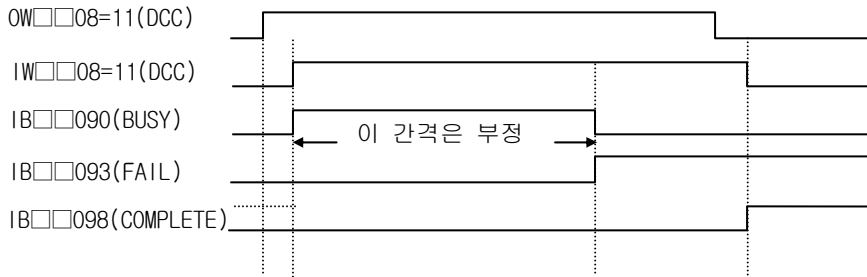 OW□□08=11(DCC)
IW□□08=11(DCC)
IB□□090(BUSY)
이 간격은 부정
IB□□093(FAIL)
IB□□098(COMPLETE)